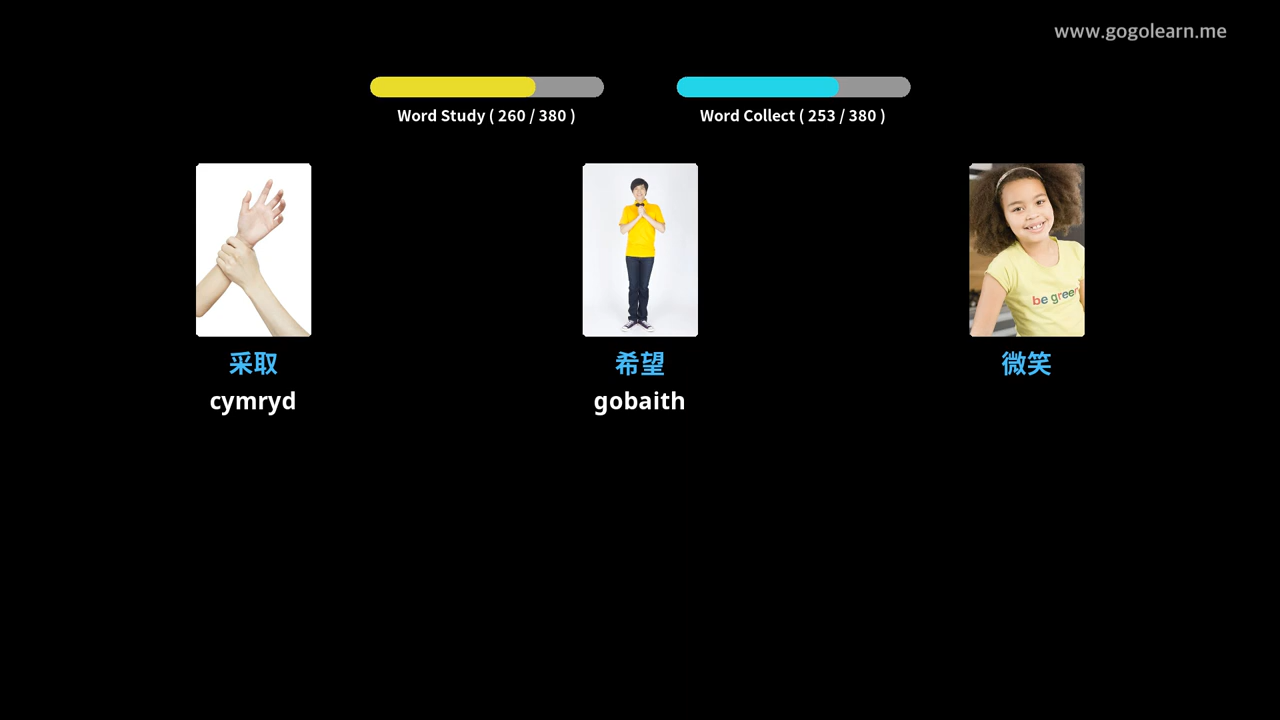 www.gogolearn.me
Word Study ( 260 / 380 )
Word Collect ( 253 / 380 )
be green
采取
希望
微笑
cymryd
gobaith